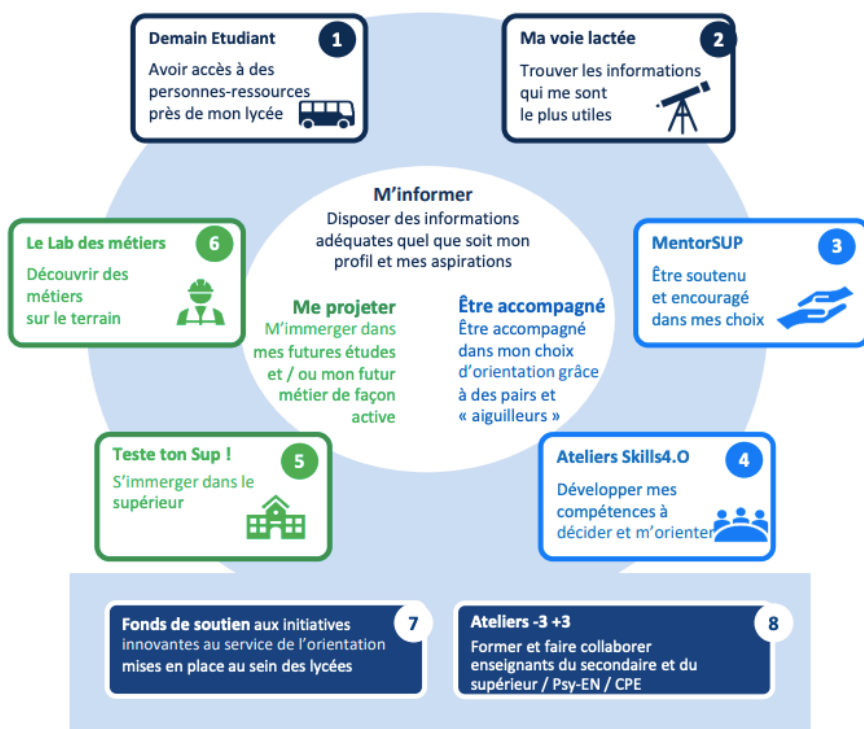 Demain Etudiant
1
Avoir accès à des
personnes-ressources
près de mon lycée
Ma voie lactée
2
Trouver les informations
qui me sont
le plus utiles
M'informer
Disposer des informations
adéquates quel que soit mon
profil et mes aspirations
Le Lab des métiers
6
Découvrir des
métiers
sur le terrain
MentorSUP
3
Être soutenu
et encouragé
dans mes choix
Me projeter
M'immerger dans
mes futures études
et / ou mon futur
métier de façon
active
Être accompagné
Être accompagné
dans mon choix
d'orientation grâce
à des pairs et
« aiguilleurs »
Teste ton Sup !
5
S'immerger dans le
supérieur
Ateliers Skills4.O
4
Développer mes
compétences à
décider et m'orienter
Fonds de soutien aux initiatives
7
innovantes au service de l'orientation
mises en place au sein des lycées
Ateliers -3 +3
8
Former et faire collaborer
enseignants du secondaire et du
supérieur / Psy-EN / CPE